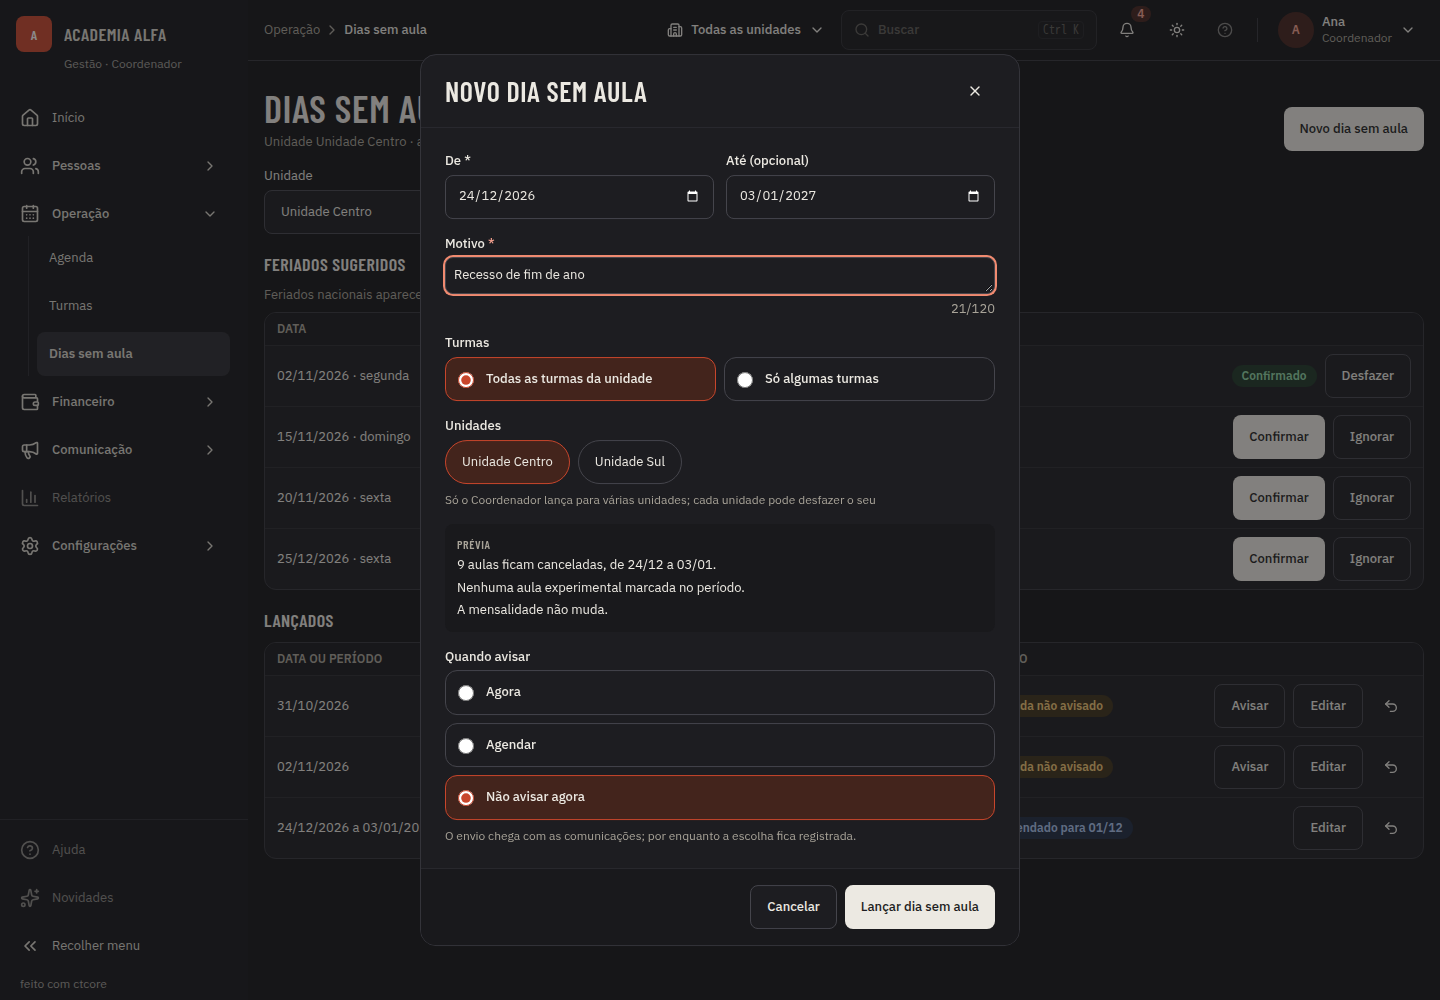 A
ACADEMIA ALFA
Gestão · Coordenador
Início
Pessoas
Operação
Agenda
Turmas
Dias sem aula
Financeiro
Comunicação
Relatórios
Configurações
Ajuda
Novidades
Recolher menu
feito com ctcore
Operação > Dias sem aula
Todas as unidades
Buscar
Ctrl K
4
A
Ana
Coordenador
DIAS SEM
Unidade Unidade Centro ·
Novo dia sem aula
Unidade
Unidade Centro
FERIADOS SUGERIDOS
Feriados nacionais aparece
DATA
02/11/2026 · segunda
Confirmado
Desfazer
15/11/2026 · domingo
Confirmar
Ignorar
20/11/2026 · sexta
Confirmar
Ignorar
25/12/2026 · sexta
Confirmar
Ignorar
LANÇADOS
DATA OU PERÍODO
O
31/10/2026
da não avisado
Avisar
Editar
02/11/2026
da não avisado
Avisar
Editar
24/12/2026 a 03/01/20
endado para 01/12
Editar
NOVO DIA SEM AULA
De *
24/12/2026
Até (opcional)
03/01/2027
Motivo *
Recesso de fim de ano
21/120
Turmas
Todas as turmas da unidade
Só algumas turmas
Unidades
Unidade Centro
Unidade Sul
Só o Coordenador lança para várias unidades; cada unidade pode desfazer o seu
PRÉVIA
9 aulas ficam canceladas, de 24/12 a 03/01.
Nenhuma aula experimental marcada no período.
A mensalidade não muda.
Quando avisar
Agora
Agendar
Não avisar agora
O envio chega com as comunicações; por enquanto a escolha fica registrada.
Cancelar
Lançar dia sem aula